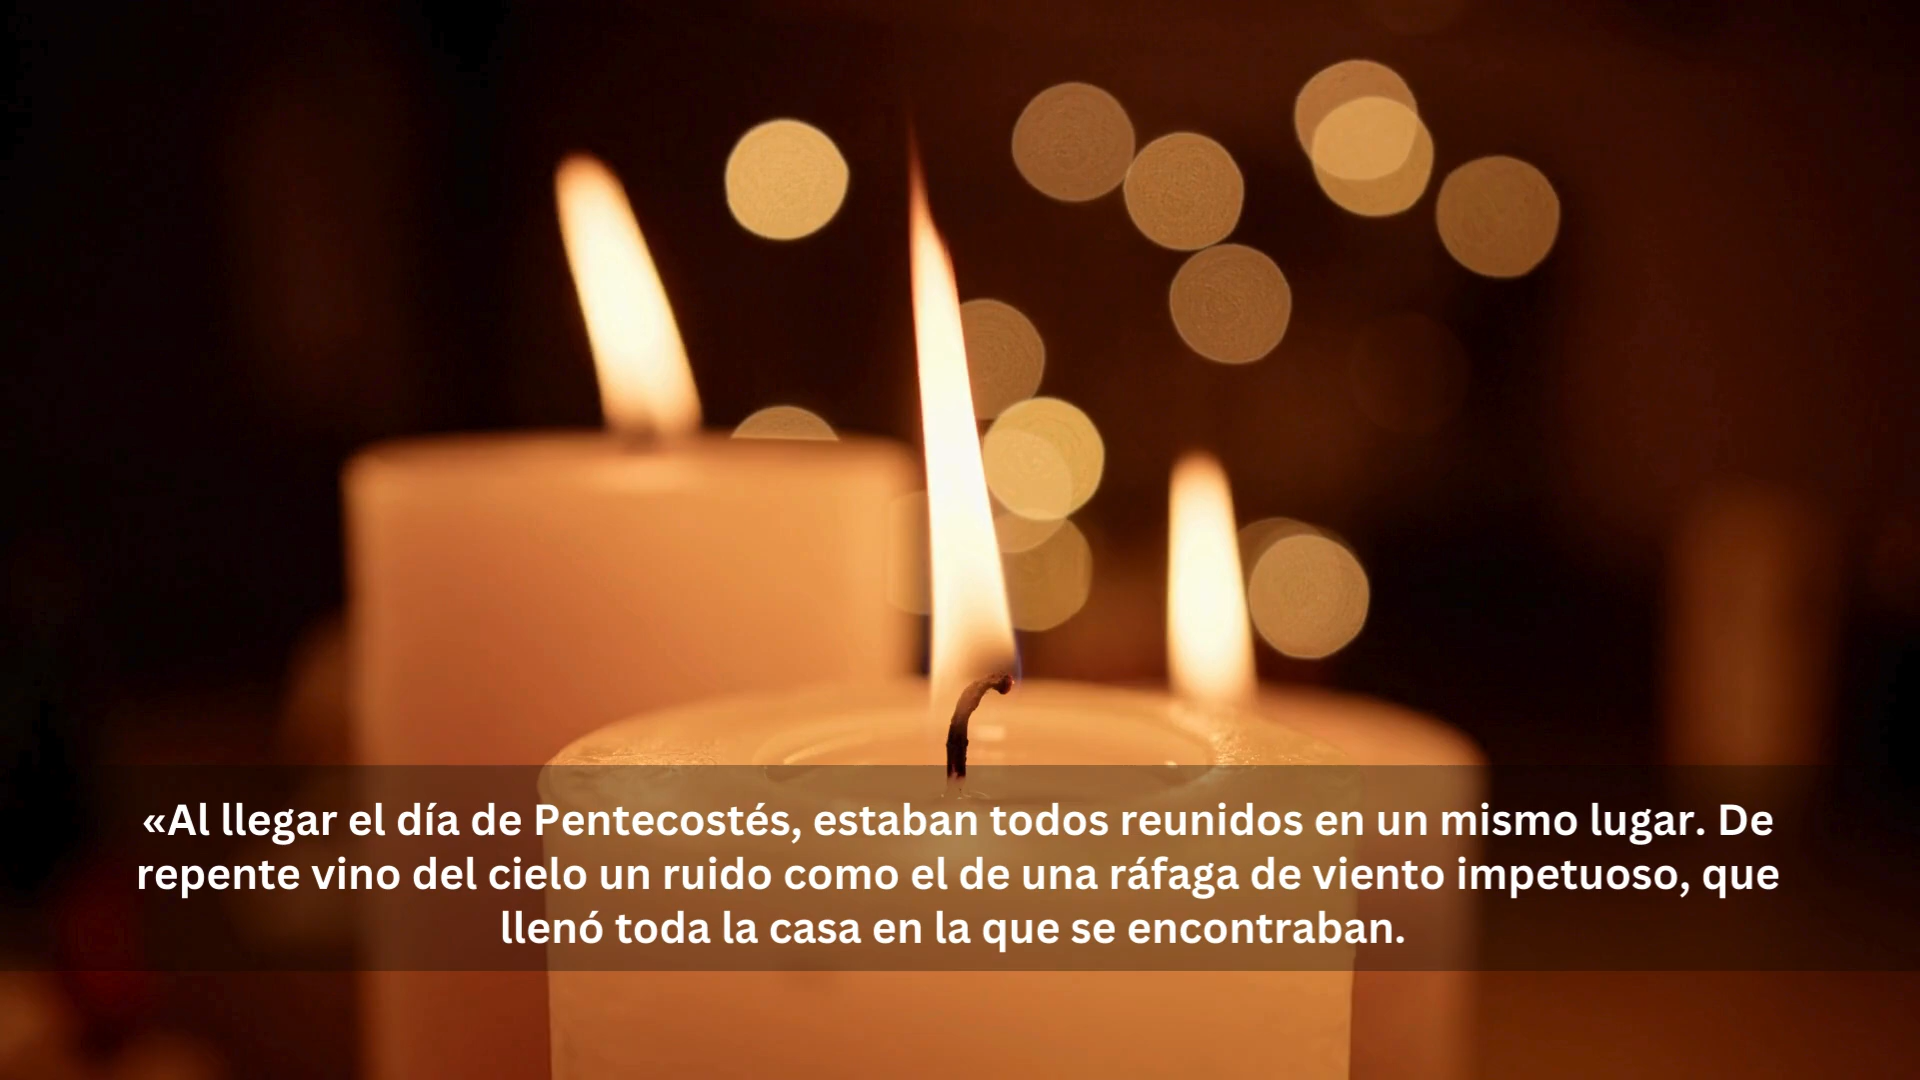 «Al llegar el día de Pentecostés, estaban todos reunidos en un mismo lugar. De
repente vino del cielo un ruido como el de una ráfaga de viento impetuoso, que
llenó toda la casa en la que se encontraban.